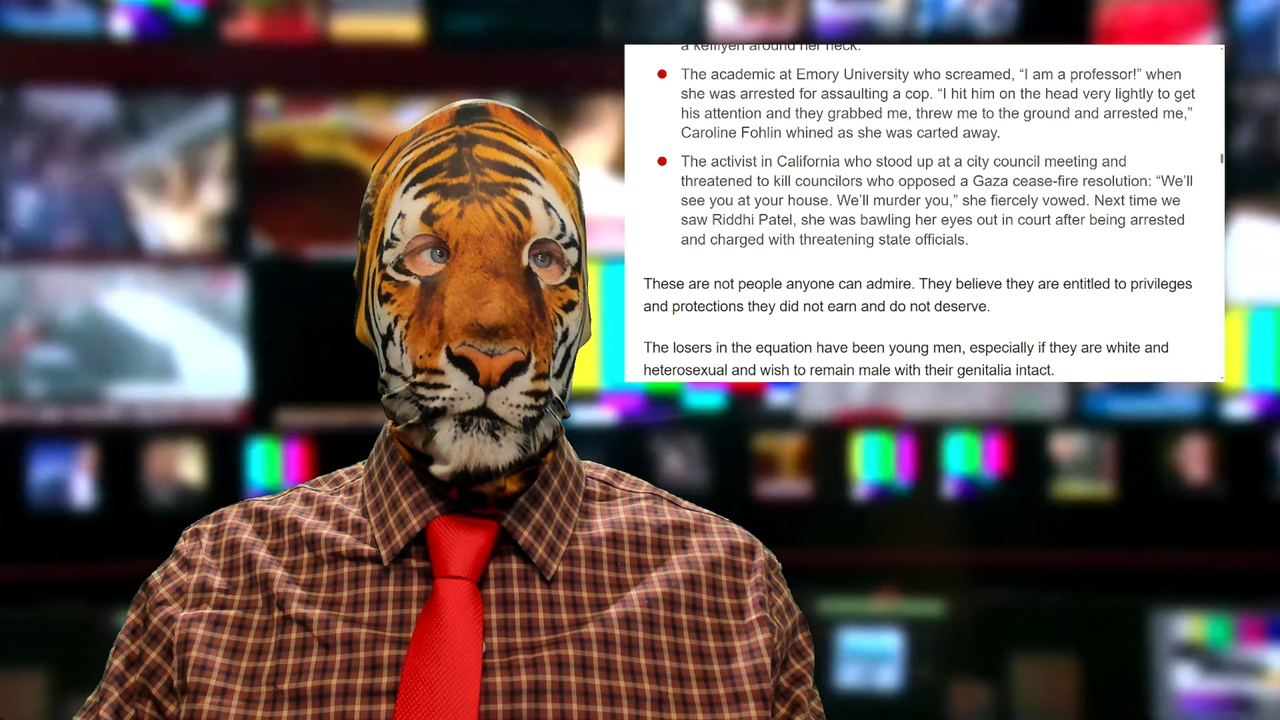 a keffiyeh around her neck.
The academic at Emory University who screamed, “I am a professor!” when
she was arrested for assaulting a cop. “I hit him on the head very lightly to get
his attention and they grabbed me, threw me to the ground and arrested me,”
Caroline Fohlin whined as she was carted away.
The activist in California who stood up at a city council meeting and
threatened to kill councilors who opposed a Gaza cease-fire resolution: “We’ll
see you at your house. We’ll murder you,” she fiercely vowed. Next time we
saw Riddhi Patel, she was bawling her eyes out in court after being arrested
and charged with threatening state officials.
These are not people anyone can admire. They believe they are entitled to privileges
and protections they did not earn and do not deserve.
The losers in the equation have been young men, especially if they are white and
heterosexual and wish to remain male with their genitalia intact.